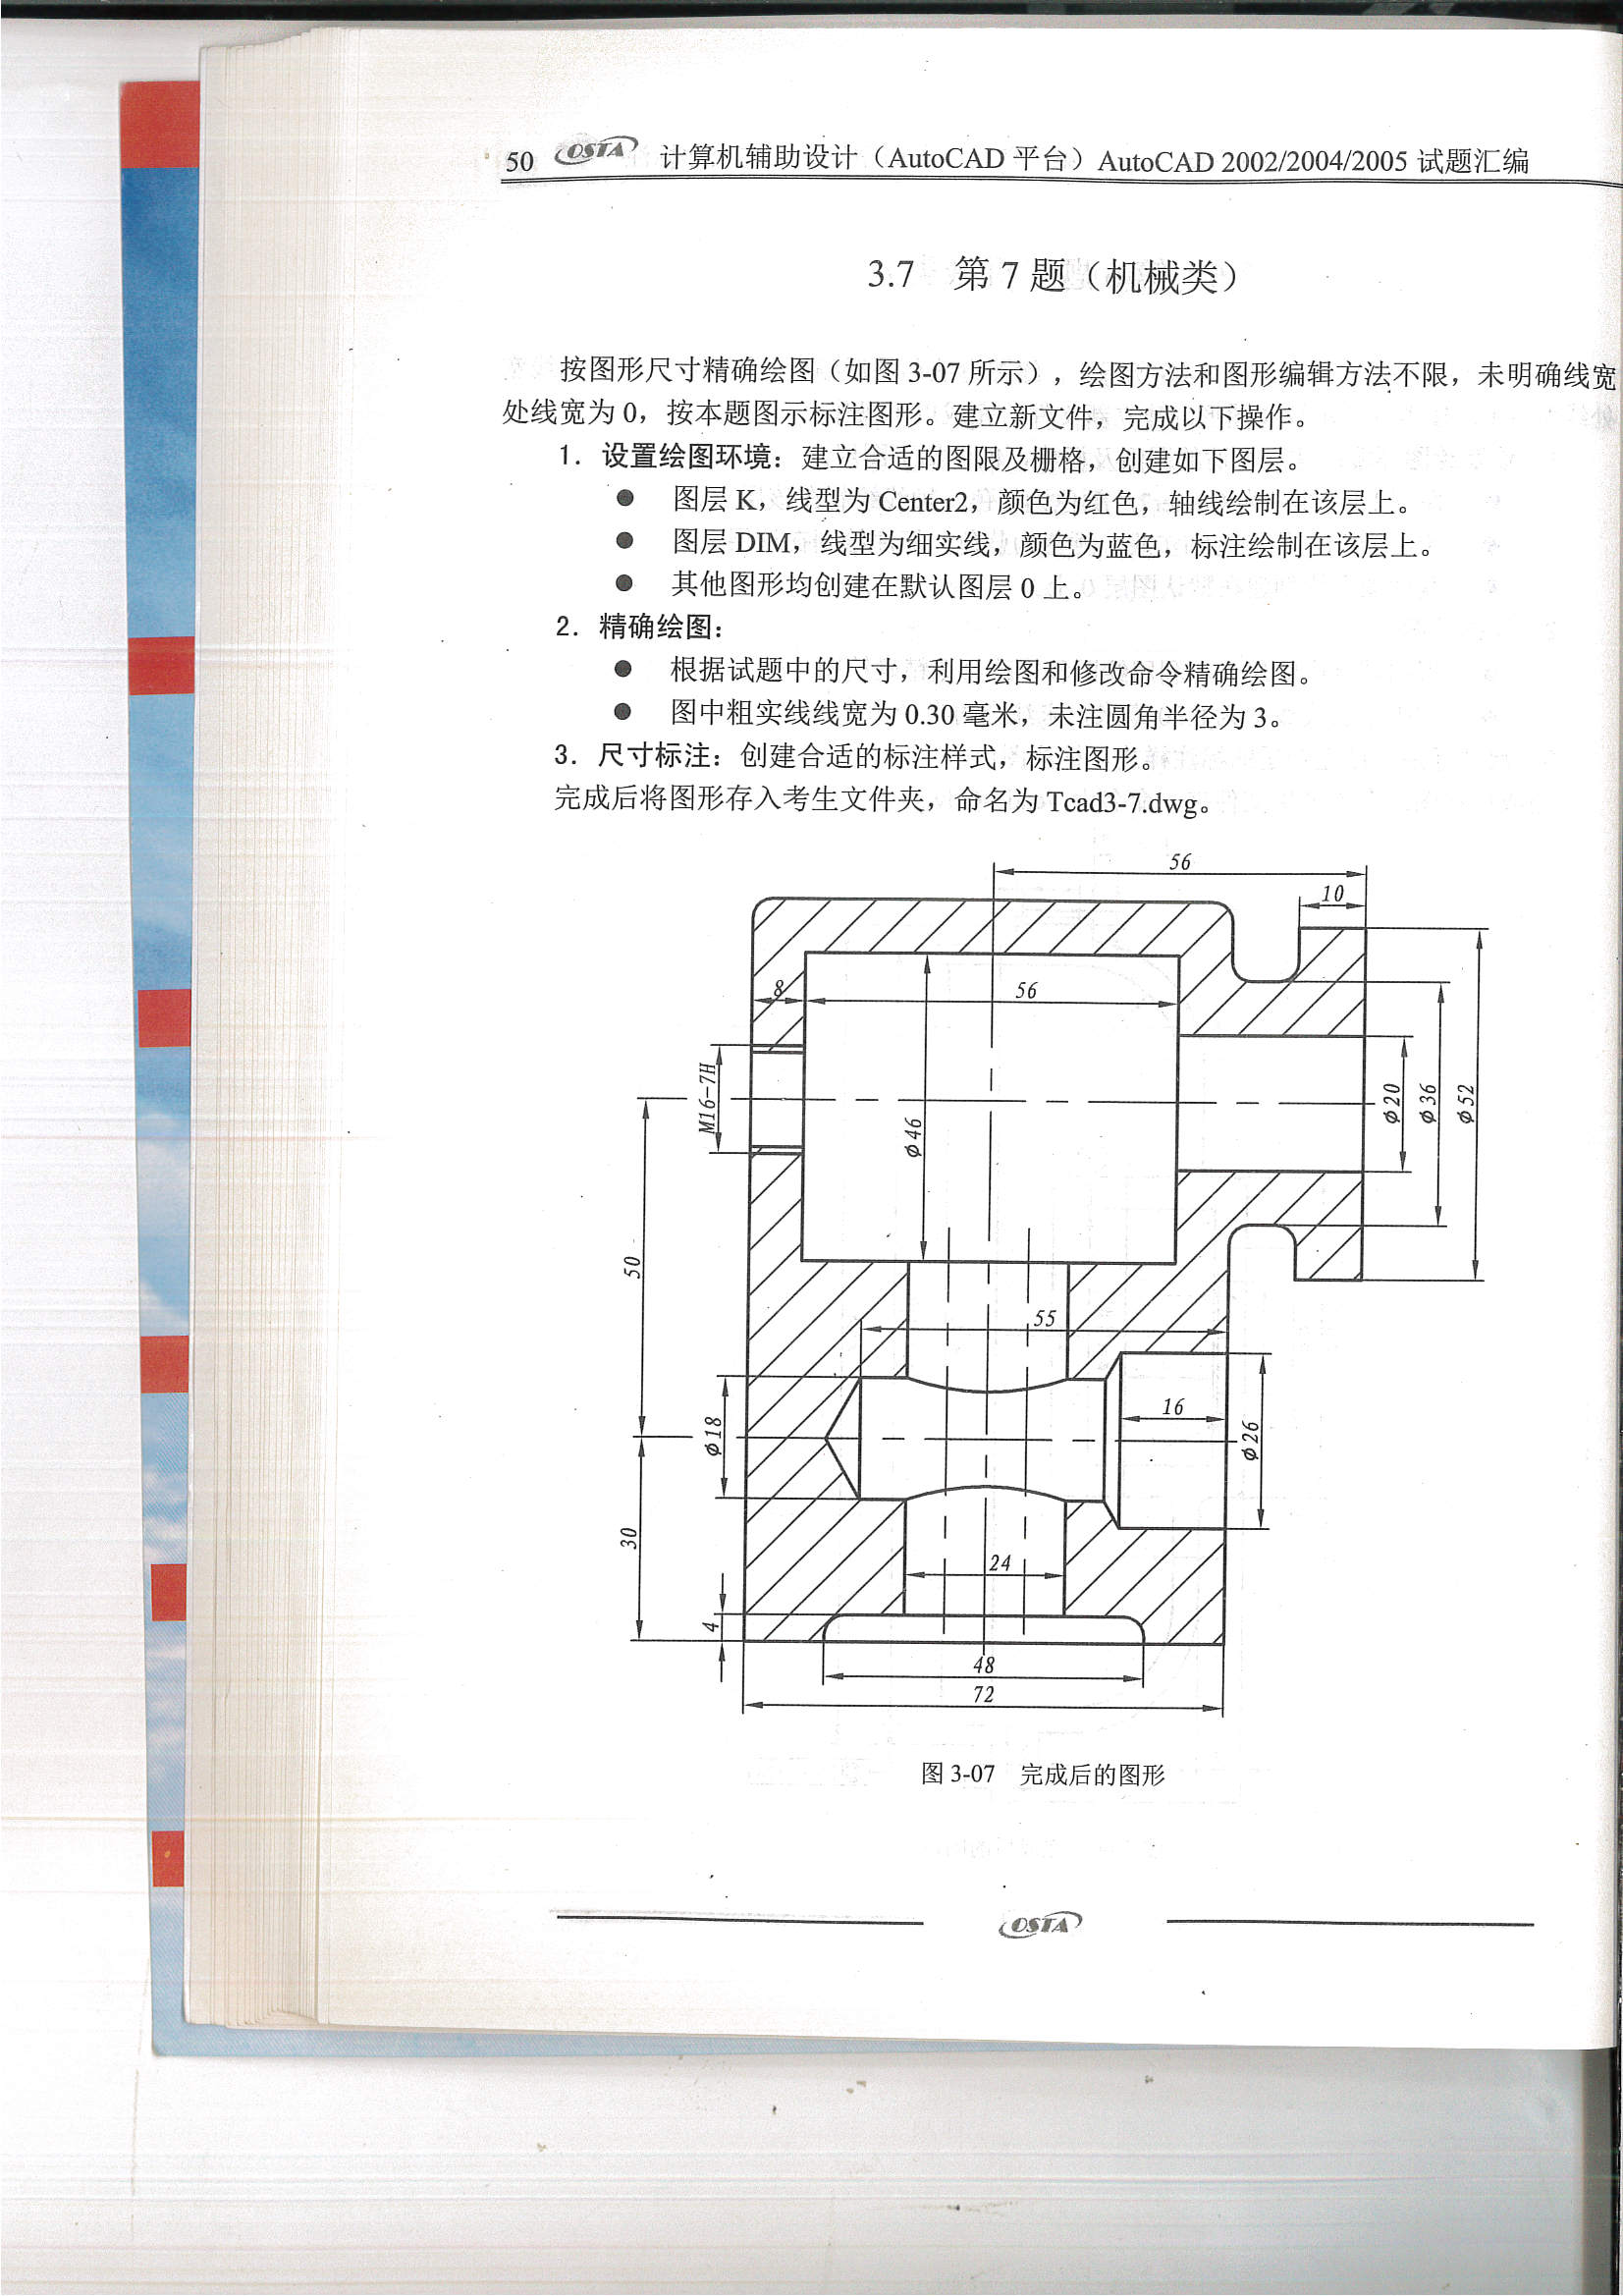 50 OSTA 计算机辅助设计（AutoCAD 平台）AutoCAD 2002/2004/2005 试题汇编
3.7 第 7 题（机械类）
按图形尺寸精确绘图（如图 3-07 所示），绘图方法和图形编辑方法不限，未明确线宽
处线宽为 0，按本题图示标注图形。建立新文件，完成以下操作。
1．设置绘图环境：建立合适的图限及栅格，创建如下图层。
● 图层 K，线型为 Center2，颜色为红色，轴线绘制在该层上。
● 图层 DIM，线型为细实线，颜色为蓝色，标注绘制在该层上。
● 其他图形均创建在默认图层 0 上。
2．精确绘图：
● 根据试题中的尺寸，利用绘图和修改命令精确绘图。
● 图中粗实线线宽为 0.30 毫米，未注圆角半径为 3。
3．尺寸标注：创建合适的标注样式，标注图形。
完成后将图形存入考生文件夹，命名为 Tcad3-7.dwg。
56
10
8
56
M16-7H
φ46
φ20
φ36
φ52
50
55
16
φ18
φ26
30
24
4
48
72
图 3-07 完成后的图形
OSTA